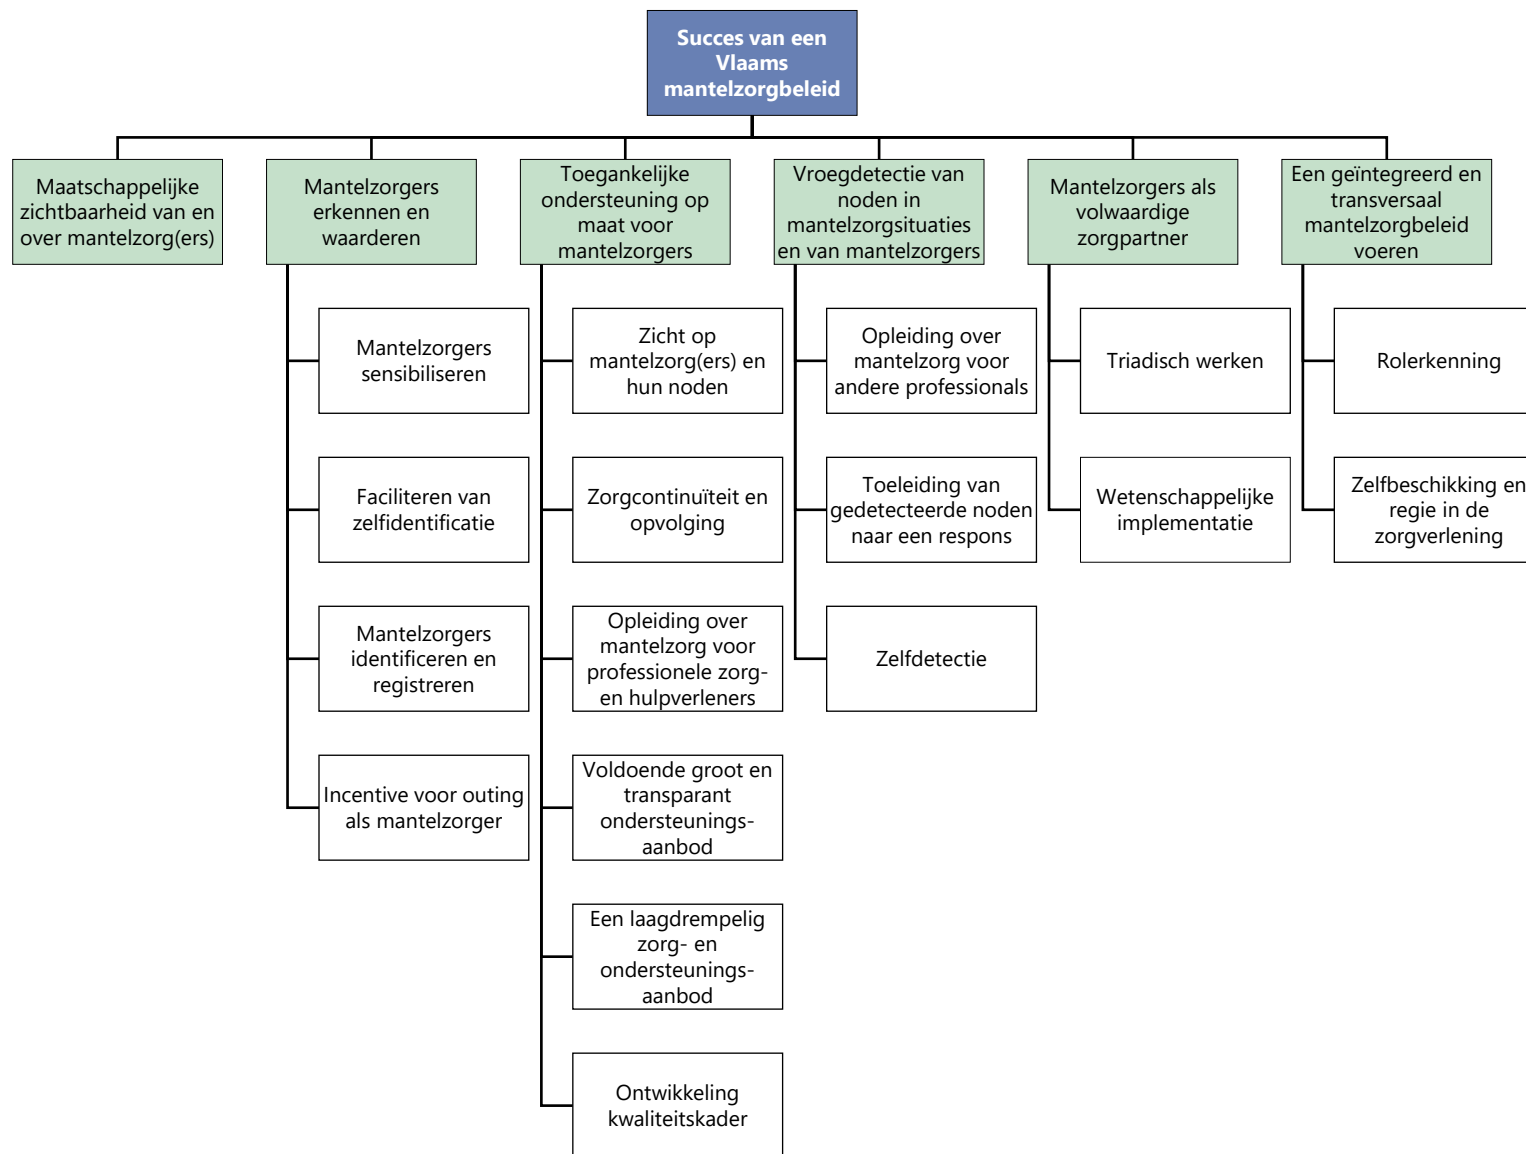 Succes van een
Vlaams
mantelzorgbeleid
Maatschappelijke
zichtbaarheid van en
over mantelzorg(ers)
Mantelzorgers
erkennen en
waarderen
Toegankelijke
ondersteuning op
maat voor
mantelzorgers
Vroegdetectie van
noden in
mantelzorgsituaties
en van mantelzorgers
Mantelzorgers als
volwaardige
zorgpartner
Een geïntegreerd en
transversaal
mantelzorgbeleid
voeren
Mantelzorgers
sensibiliseren
Faciliteren van
zelfidentificatie
Mantelzorgers
identificeren en
registreren
Incentive voor outing
als mantelzorger
Zicht op
mantelzorg(ers) en
hun noden
Zorgcontinuïteit en
opvolging
Opleiding over
mantelzorg voor
professionele zorg-
en hulpverleners
Voldoende groot en
transparant
ondersteunings-
aanbod
Een laagdrempelig
zorg- en
ondersteunings-
aanbod
Ontwikkeling
kwaliteitskader
Opleiding over
mantelzorg voor
andere professionals
Toeleiding van
gedetecteerde noden
naar een respons
Zelfdetectie
Triadisch werken
Wetenschappelijke
implementatie
Rolerkenning
Zelfbeschikking en
regie in de
zorgverlening